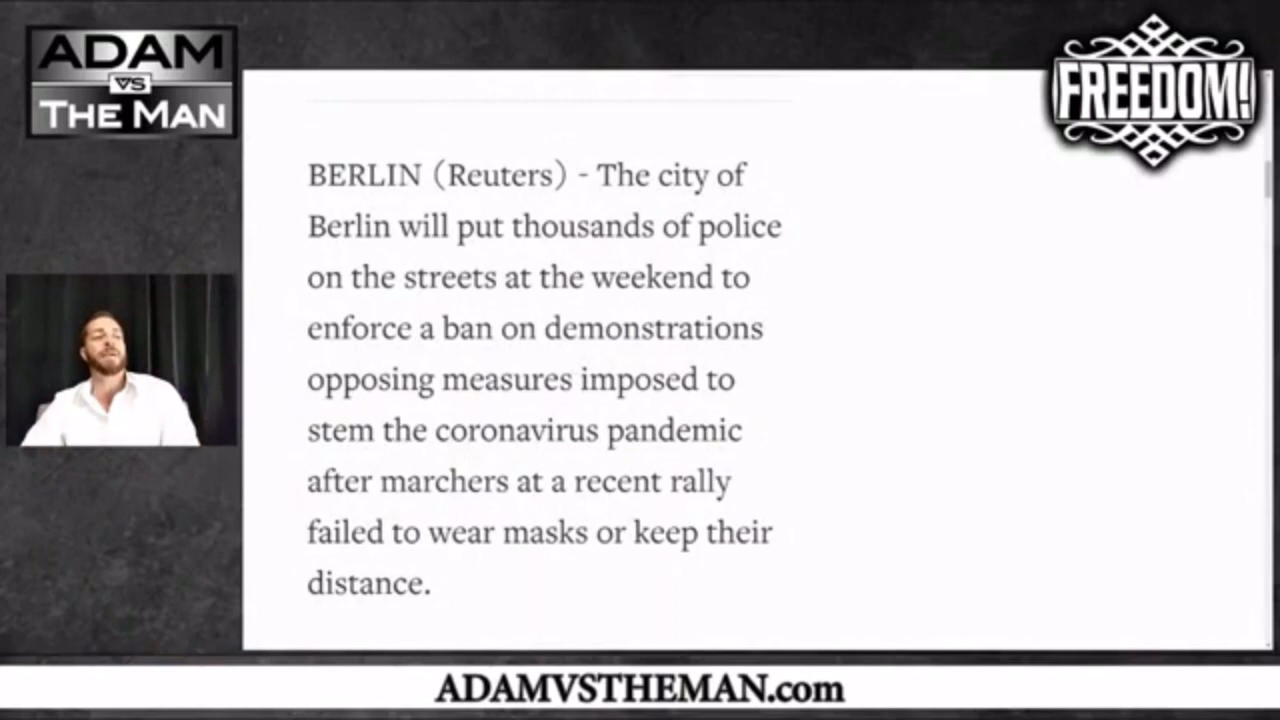 ADAM
VS
THE MAN
FREEDOM!
BERLIN (Reuters) - The city of
Berlin will put thousands of police
on the streets at the weekend to
enforce a ban on demonstrations
opposing measures imposed to
stem the coronavirus pandemic
after marchers at a recent rally
failed to wear masks or keep their
distance.
ADAMVSTHEMAN.com